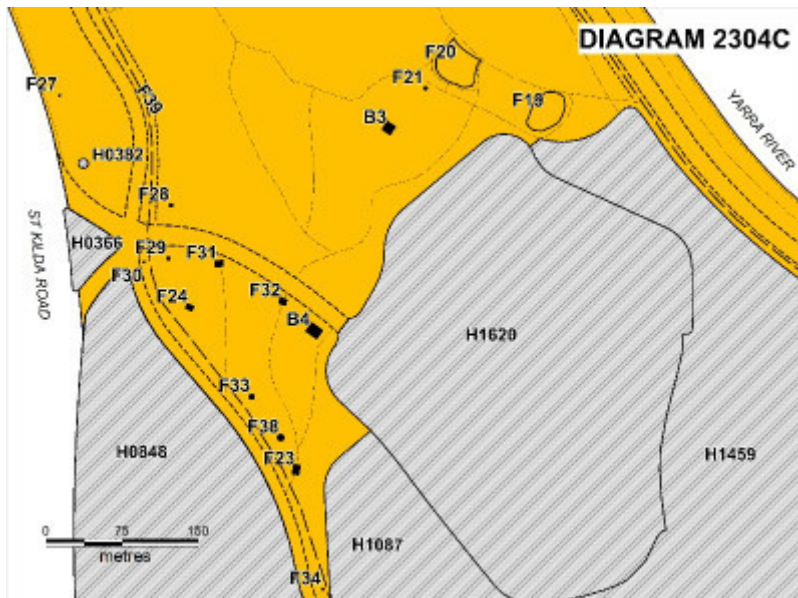 DIAGRAM 2304C
F20
F21
F19
F27
F39
B3
YARRA RIVER
H0382
F28
ST KILDA ROAD
H0366
F29
F31
F30
F24
F32
B4
H1620
F33
F38
H0848
F23
H1459
0 75 150
metres
H1087
F34